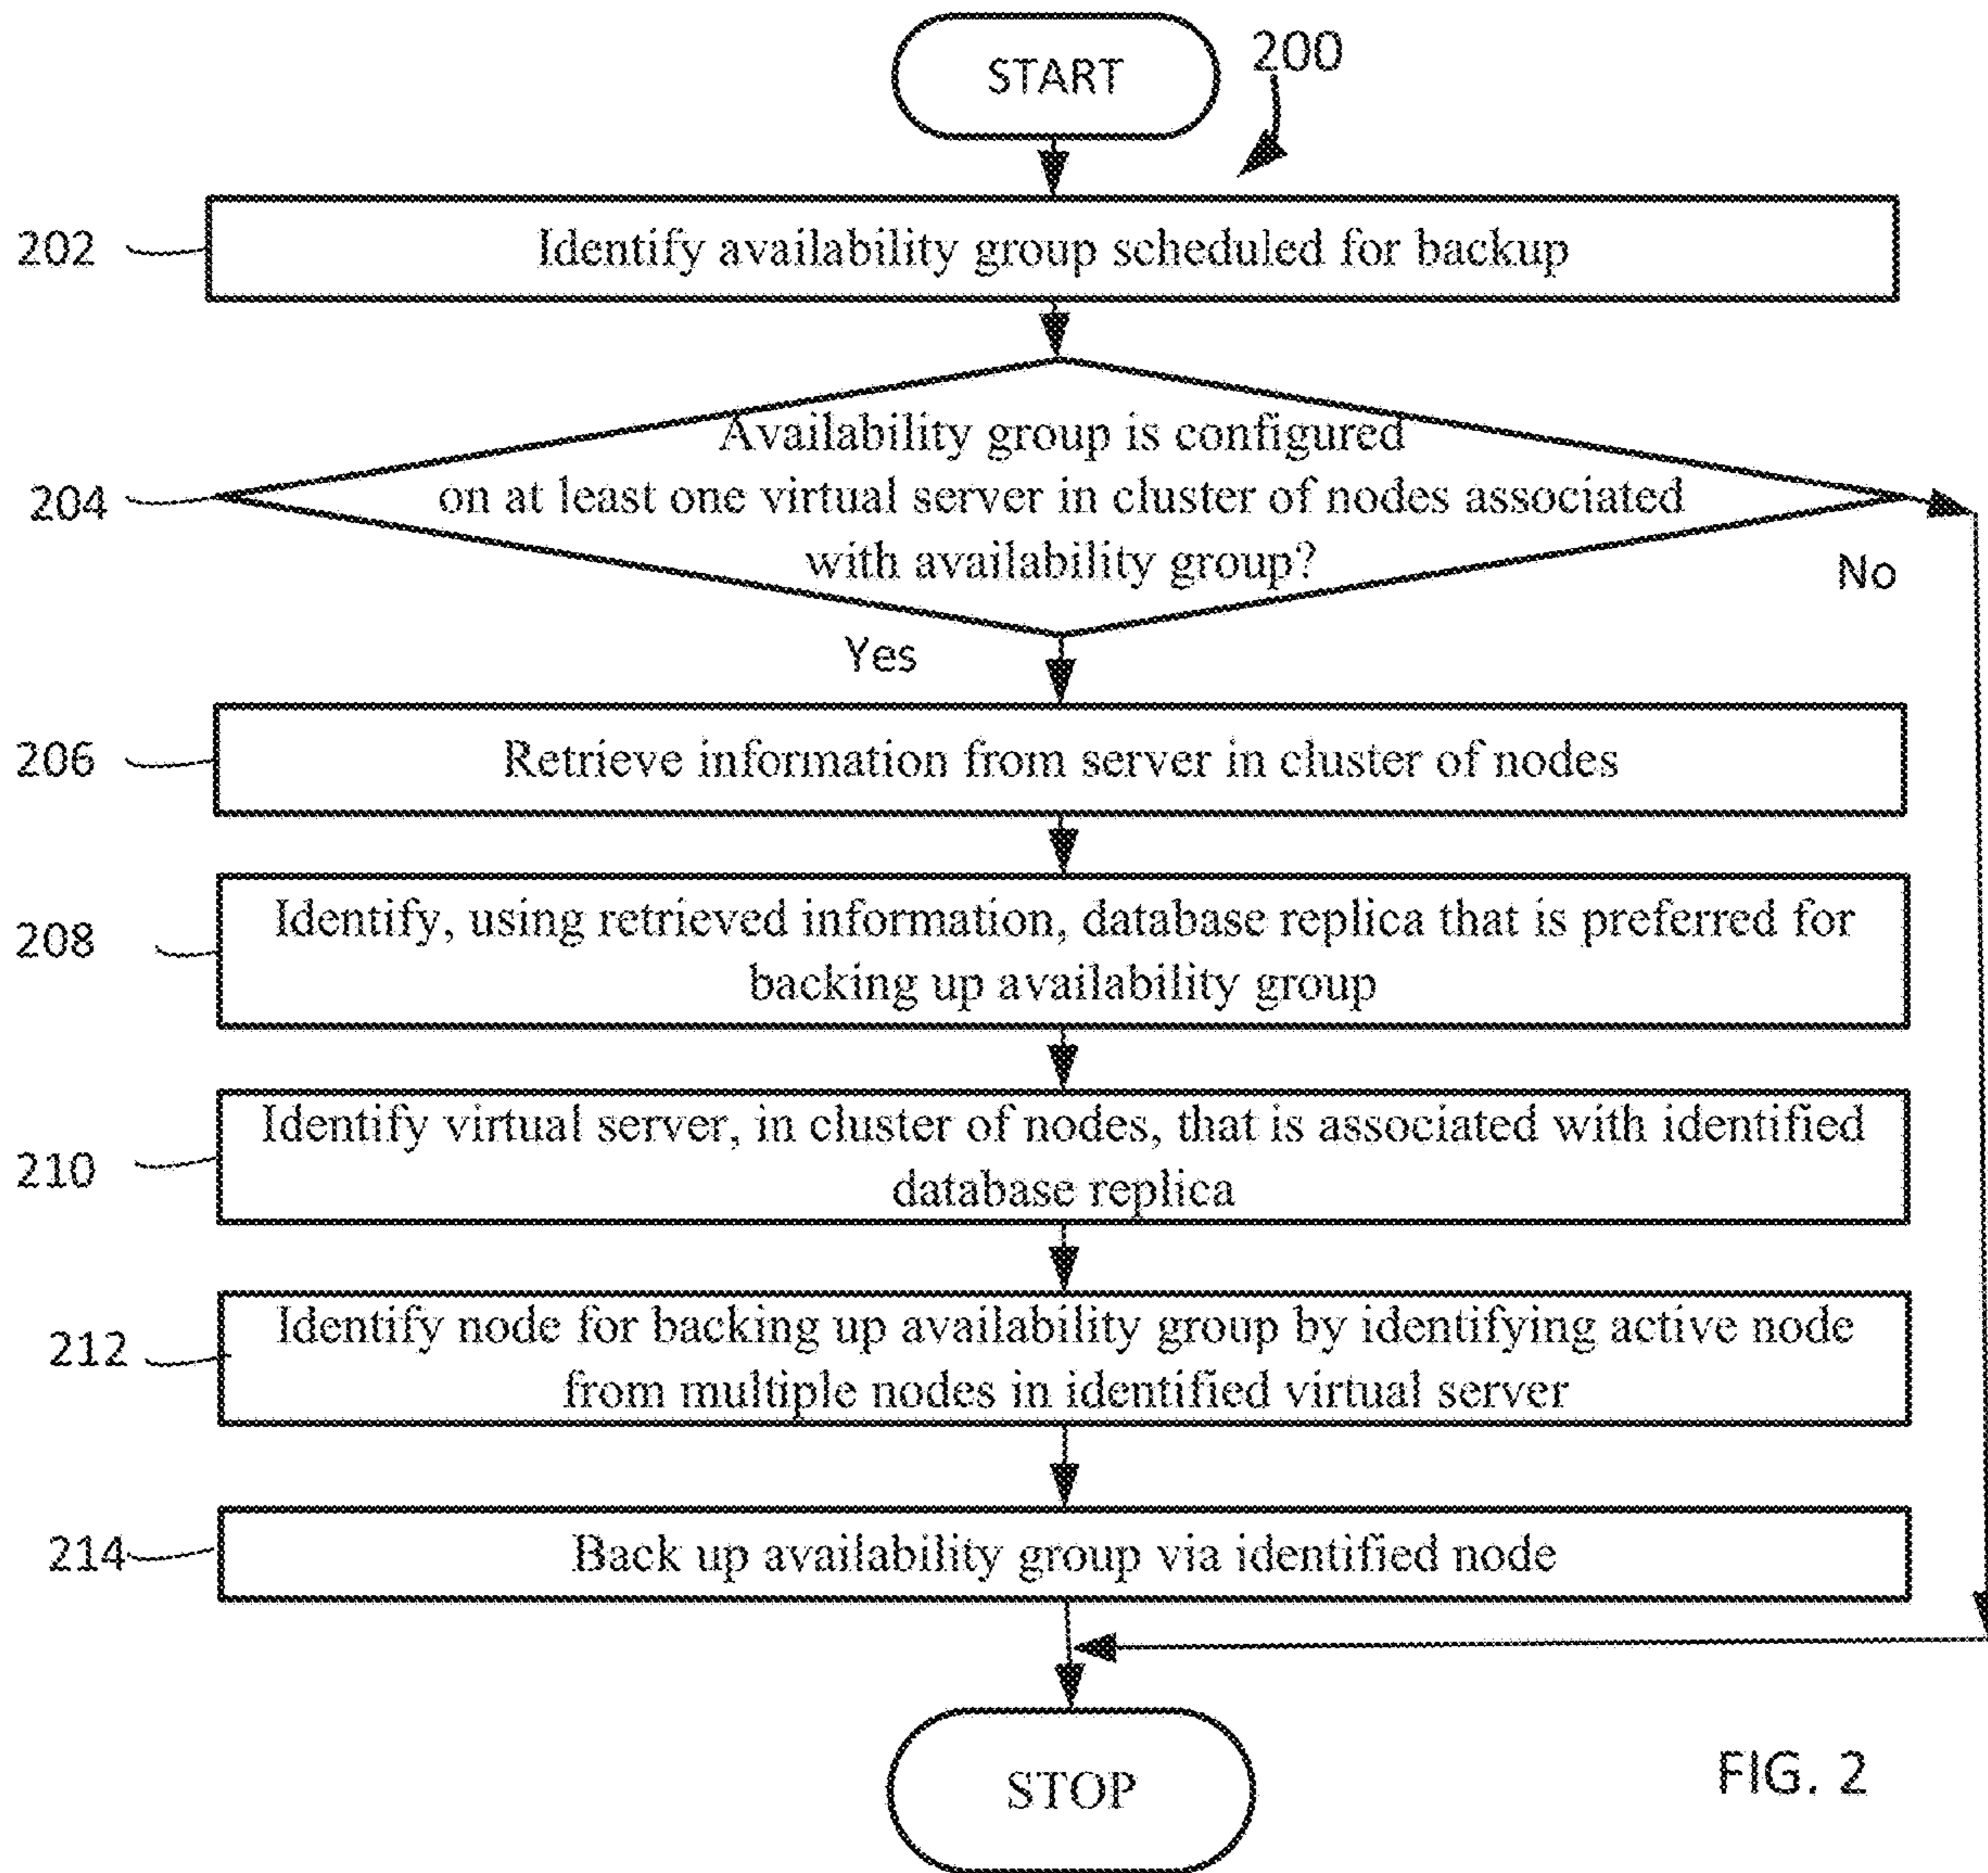 START
200
202
Identify availability group scheduled for backup
Availability group is configured
204
on at least one virtual server in cluster of nodes associated
with availability group?
No
Yes
206
Retrieve information from server in cluster of nodes
208
Identify, using retrieved information, database replica that is preferred for
backing up availability group
210
Identify virtual server, in cluster of nodes, that is associated with identified
database replica
212
Identify node for backing up availability group by identifying active node
from multiple nodes in identified virtual server
214
Back up availability group via identified node
STOP
FIG. 2